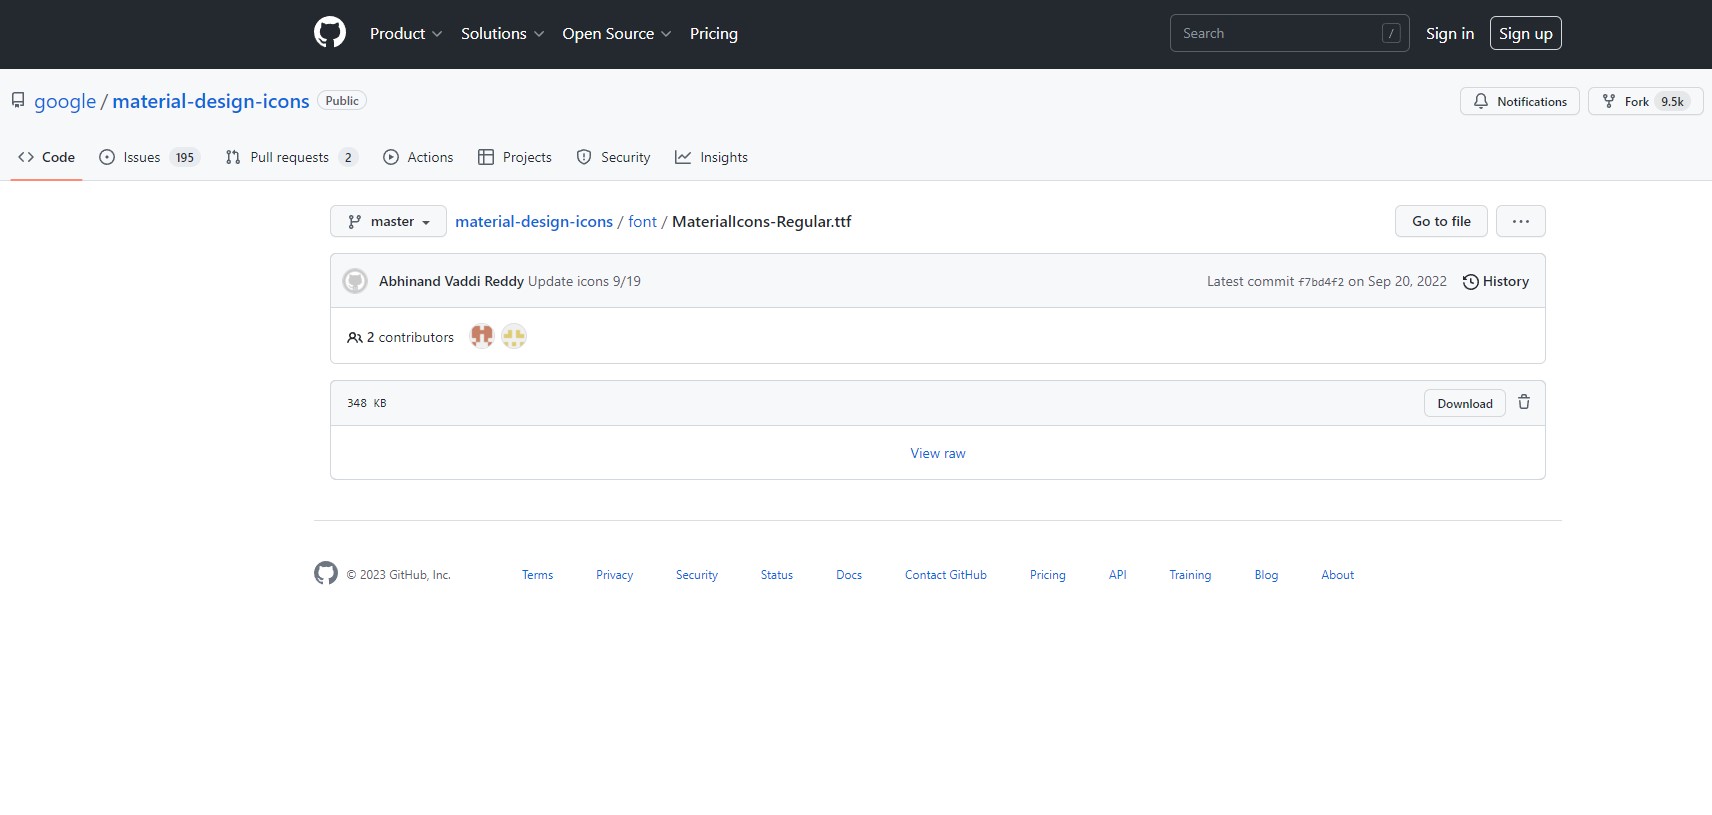 Product Solutions Open Source Pricing Search / Sign in Sign up
google / material-design-icons Public Notifications Fork 9.5k
Code Issues 195 Pull requests 2 Actions Projects Security Insights
master material-design-icons / font / MaterialIcons-Regular.ttf Go to file ...
Abhinand Vaddi Reddy Update icons 9/19 Latest commit f7bd4f2 on Sep 20, 2022 History
2 contributors
348 KB Download
View raw
© 2023 GitHub, Inc. Terms Privacy Security Status Docs Contact GitHub Pricing API Training Blog About